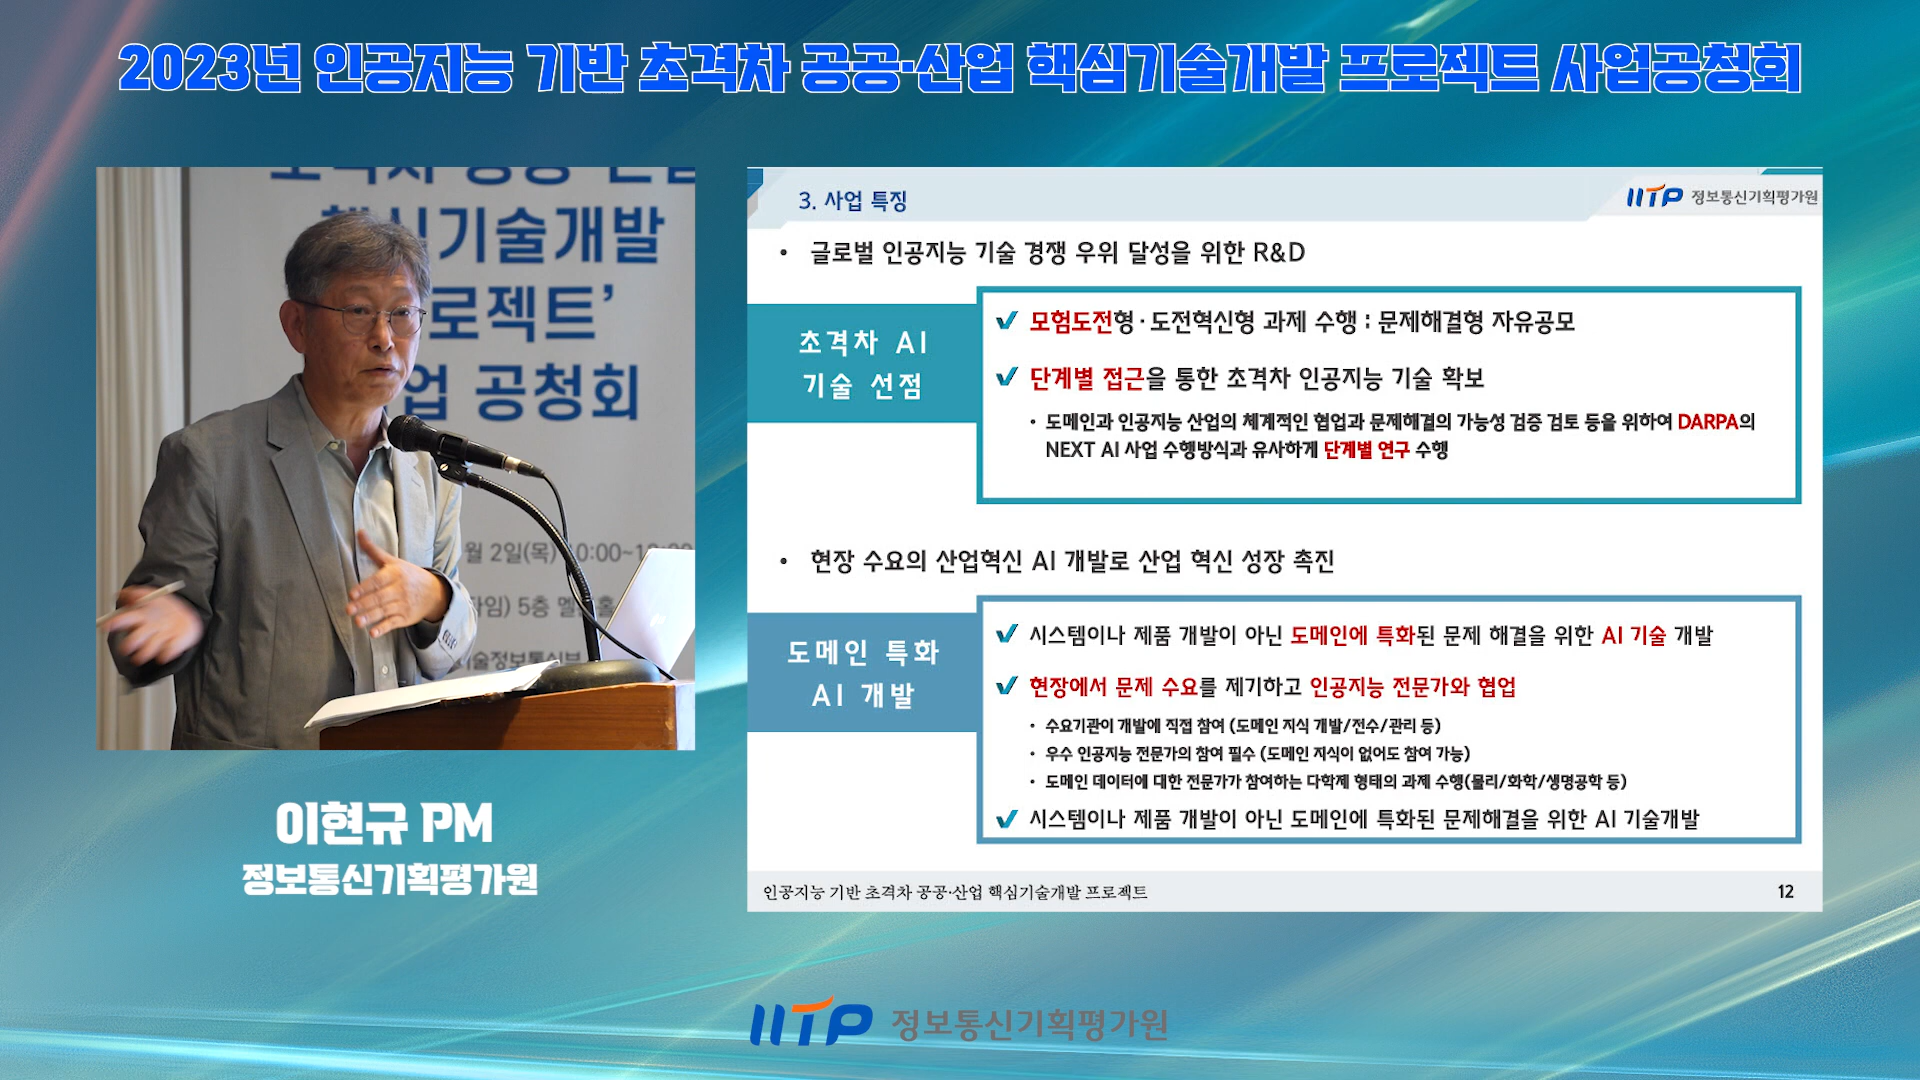 2023년 인공지능 기반 초격차 공공·산업 핵심기술개발 프로젝트 사업공청회
핵심기술개발
로젝트’
업 공청회
월 2일(목)
5층
이현규 PM
정보통신기획평가원
3. 사업 특징
IITP 정보통신기획평가원
• 글로벌 인공지능 기술 경쟁 우위 달성을 위한 R&D
초격차 AI
기술 선점
✓ 모험도전형·도전혁신형 과제 수행 : 문제해결형 자유공모
✓ 단계별 접근을 통한 초격차 인공지능 기술 확보
• 도메인과 인공지능 산업의 체계적인 협업과 문제해결의 가능성 검증 검토 등을 위하여 DARPA의
NEXT AI 사업 수행방식과 유사하게 단계별 연구 수행
• 현장 수요의 산업혁신 AI 개발로 산업 혁신 성장 촉진
도메인 특화
AI 개발
✓ 시스템이나 제품 개발이 아닌 도메인에 특화된 문제 해결을 위한 AI 기술 개발
✓ 현장에서 문제 수요를 제기하고 인공지능 전문가와 협업
• 수요기관이 개발에 직접 참여 (도메인 지식 개발/전수/관리 등)
• 우수 인공지능 전문가의 참여 필수 (도메인 지식이 없어도 참여 가능)
• 도메인 데이터에 대한 전문가가 참여하는 다학제 형태의 과제 수행(물리/화학/생명공학 등)
✓ 시스템이나 제품 개발이 아닌 도메인에 특화된 문제해결을 위한 AI 기술개발
인공지능 기반 초격차 공공·산업 핵심기술개발 프로젝트
12
IITP 정보통신기획평가원